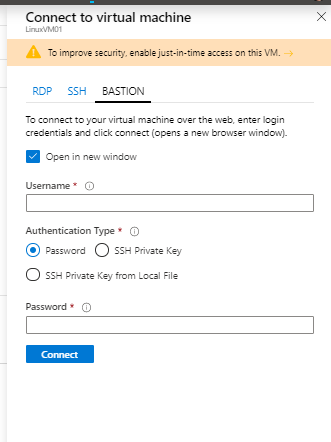 Connect to virtual machine
LinuxVM01
To improve security, enable just-in-time access on this VM. →
RDP SSH BASTION
To connect to your virtual machine over the web, enter login
credentials and click connect (opens a new browser window).
Open in new window
Username *
Authentication Type *
Password SSH Private Key
SSH Private Key from Local File
Password *
Connect